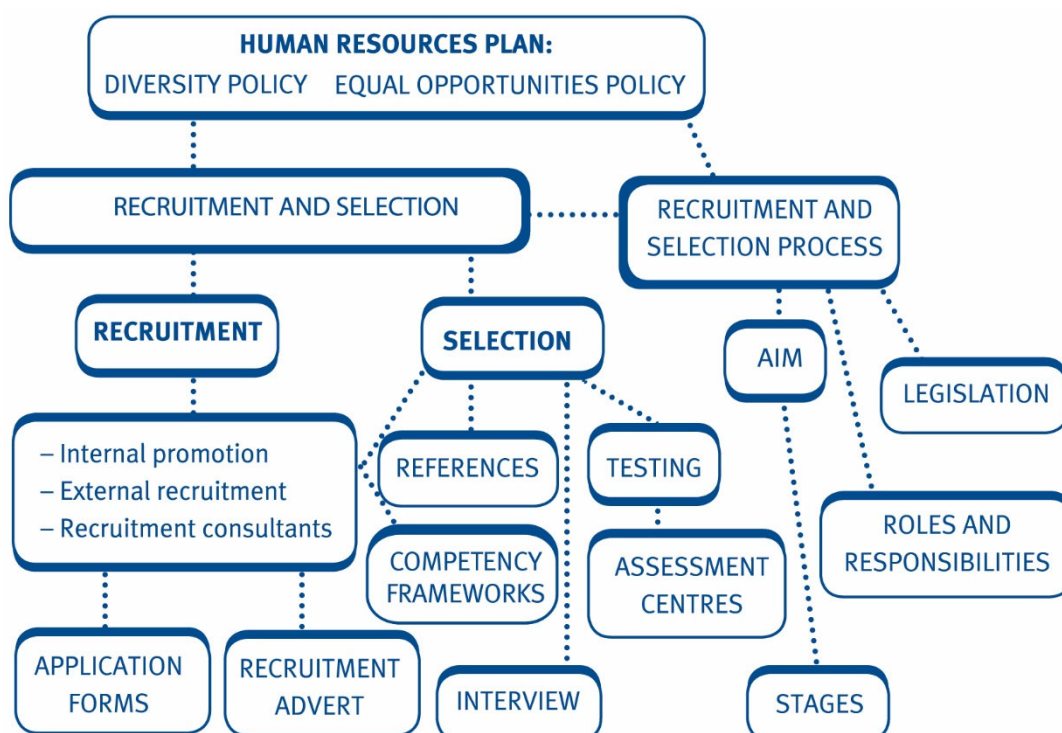 HUMAN RESOURCES PLAN:
DIVERSITY POLICY EQUAL OPPORTUNITIES POLICY
RECRUITMENT AND SELECTION
RECRUITMENT AND
SELECTION PROCESS
RECRUITMENT
SELECTION
AIM
LEGISLATION
– Internal promotion
– External recruitment
– Recruitment consultants
REFERENCES
TESTING
ROLES AND
RESPONSIBILITIES
COMPETENCY
FRAMEWORKS
ASSESSMENT
CENTRES
APPLICATION
FORMS
RECRUITMENT
ADVERT
INTERVIEW
STAGES